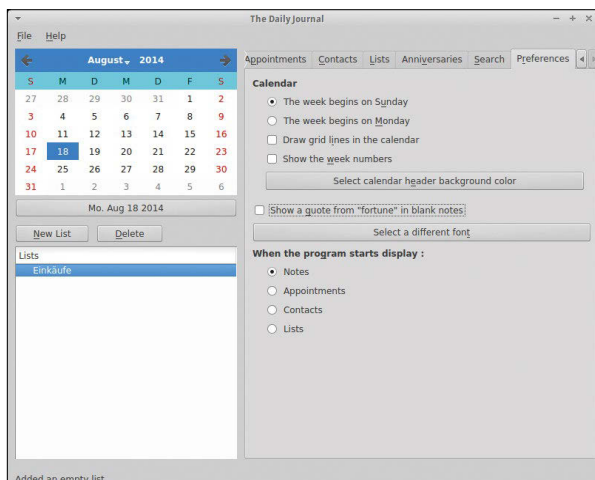 The Daily Journal
File Help
August 2014
S M D M D F S
27 28 29 30 31 1 2
3 4 5 6 7 8 9
10 11 12 13 14 15 16
17 18 19 20 21 22 23
24 25 26 27 28 29 30
31 1 2 3 4 5 6
Mo. Aug 18 2014
New List Delete
Lists
Einkäufe
Appointments Contacts Lists Anniversaries Search Preferences
Calendar
The week begins on Sunday
The week begins on Monday
Draw grid lines in the calendar
Show the week numbers
Select calendar header background color
Show a quote from "fortune" in blank notes
Select a different font
When the program starts display :
Notes
Appointments
Contacts
Lists
Added an empty list